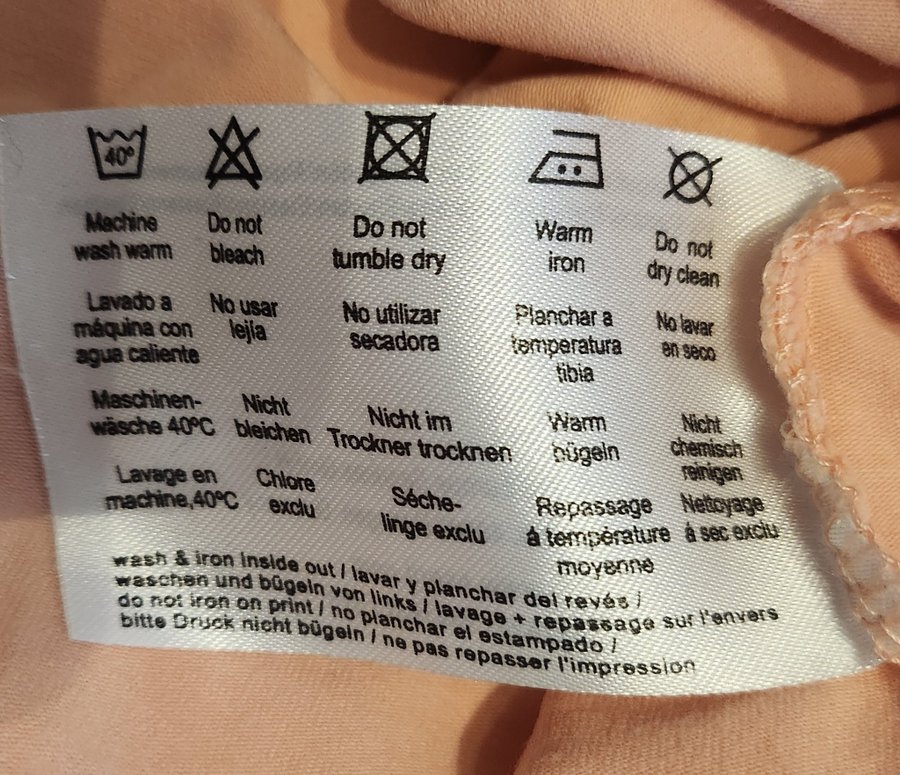 40°
Machine
wash warm
Do not
bleach
Do not
tumble dry
Warm
iron
Do not
dry clean
Lavado a
máquina con
agua caliente
No usar
lejía
No utilizar
secadora
Planchar a
temperatura
tibia
No lavar
en seco
Maschinen-
wäsche 40ºC
Nicht
bleichen
Nicht im
Trockner trocknen
Warm
bügeln
Nicht
chemisch
reinigen
Lavage en
machine,40ºC
Chlore
exclu
Séche-
linge exclu
Repassage
á température
moyenne
Nettoyage
á sec exclu
wash & iron inside out / lavar y planchar del revés /
waschen und bügeln von links / lavage + repassage sur l'envers
do not iron on print / no planchar el estampado /
bitte Druck nicht bügeln / ne pas repasser l'impression